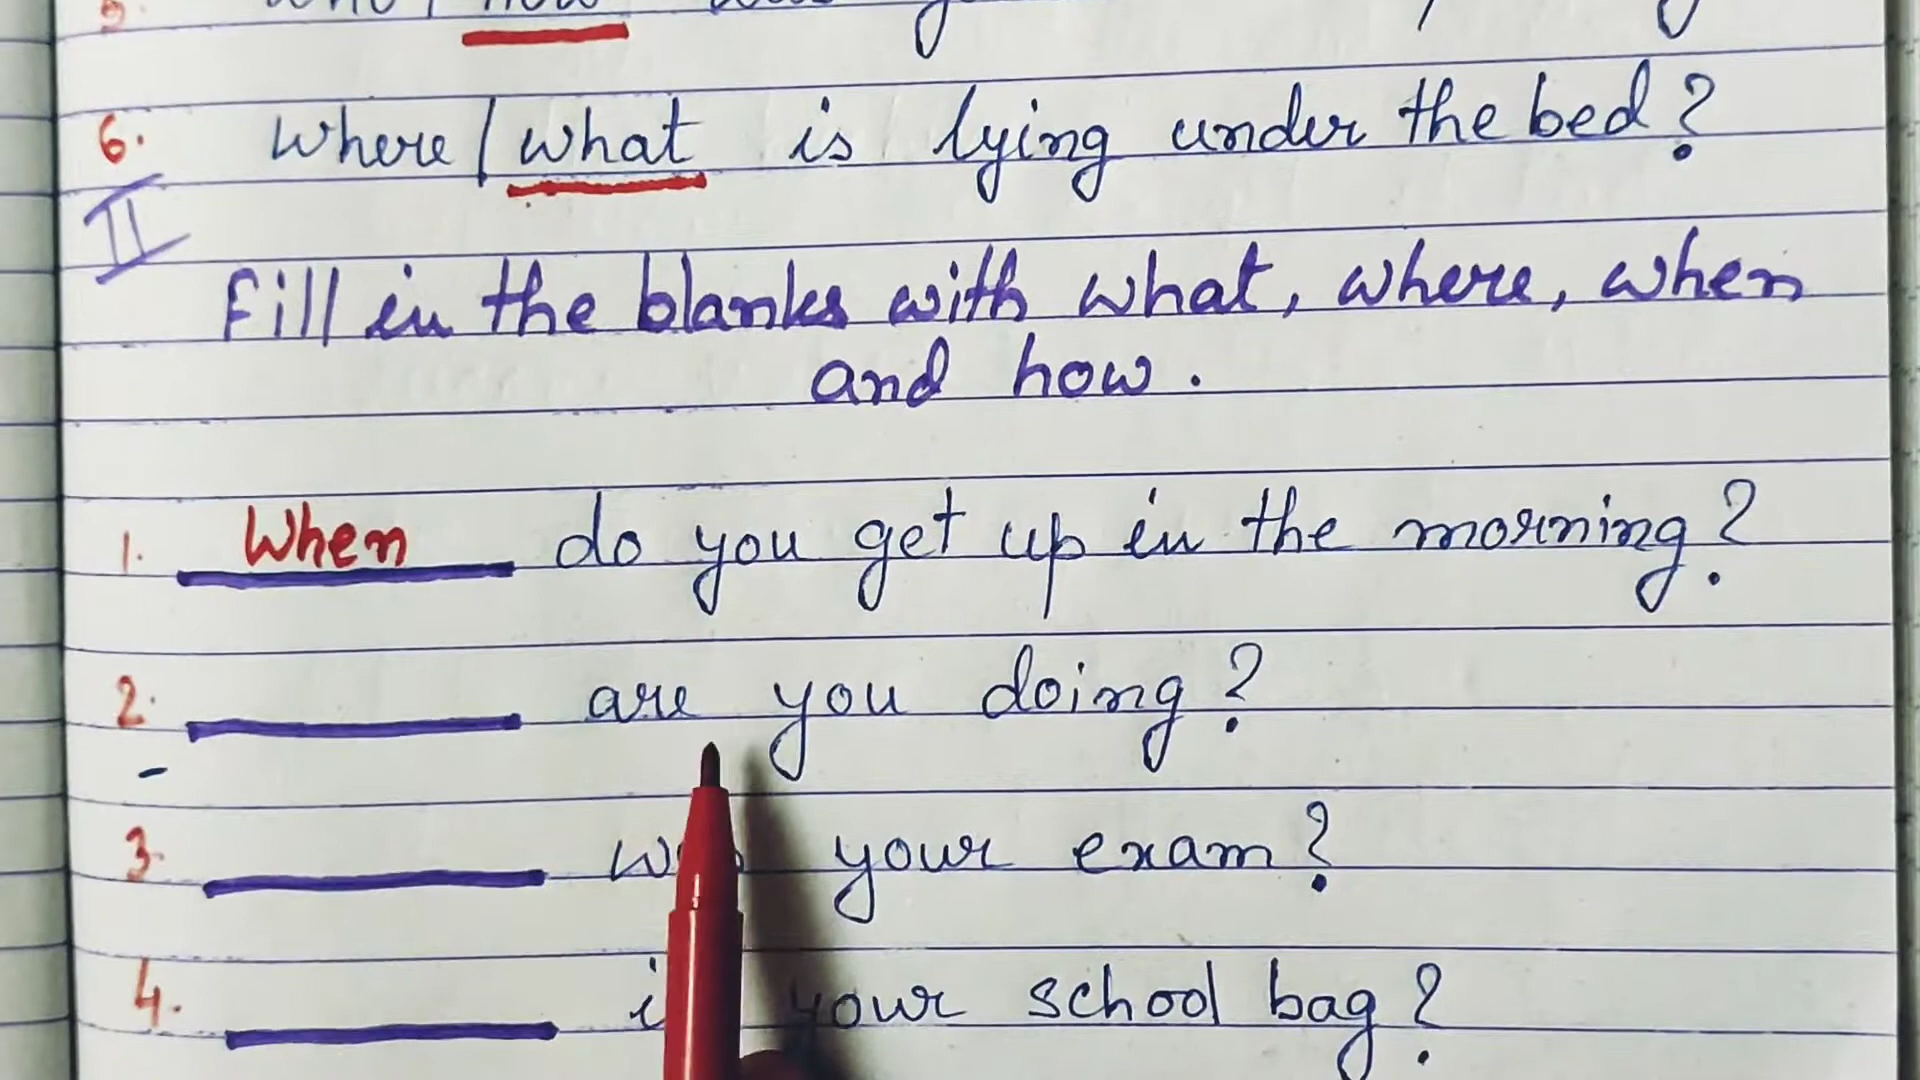 6. Where / what is lying under the bed?
II
Fill in the blanks with what, where, when
and how.
1. When do you get up in the morning?
2. are you doing?
3. your exam?
4. your school bag?